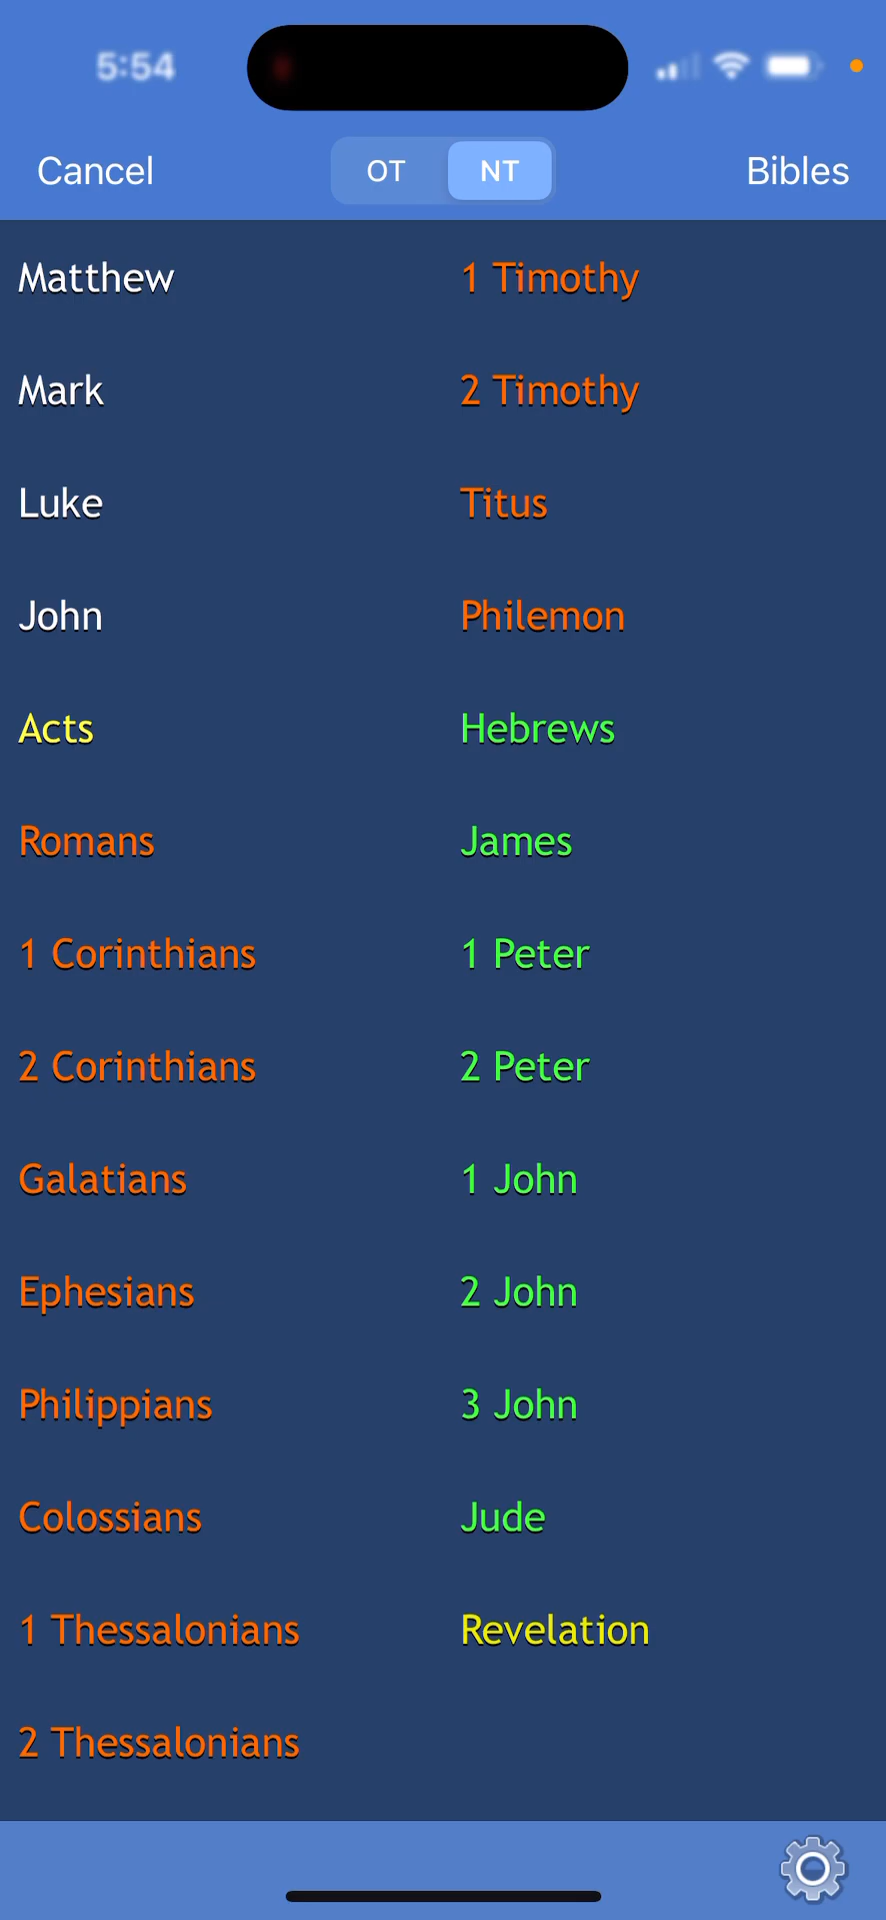 5:54
Cancel
OT
NT
Bibles
Matthew
Mark
Luke
John
Acts
Romans
1 Corinthians
2 Corinthians
Galatians
Ephesians
Philippians
Colossians
1 Thessalonians
2 Thessalonians
1 Timothy
2 Timothy
Titus
Philemon
Hebrews
James
1 Peter
2 Peter
1 John
2 John
3 John
Jude
Revelation